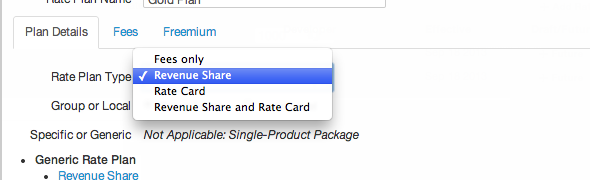 Rate Plan Name Gold Plan
Plan Details Fees Freemium
Fees only
Rate Plan Type ✓ Revenue Share
Rate Card
Group or Local Revenue Share and Rate Card
Specific or Generic Not Applicable: Single-Product Package
• Generic Rate Plan
• Revenue Share